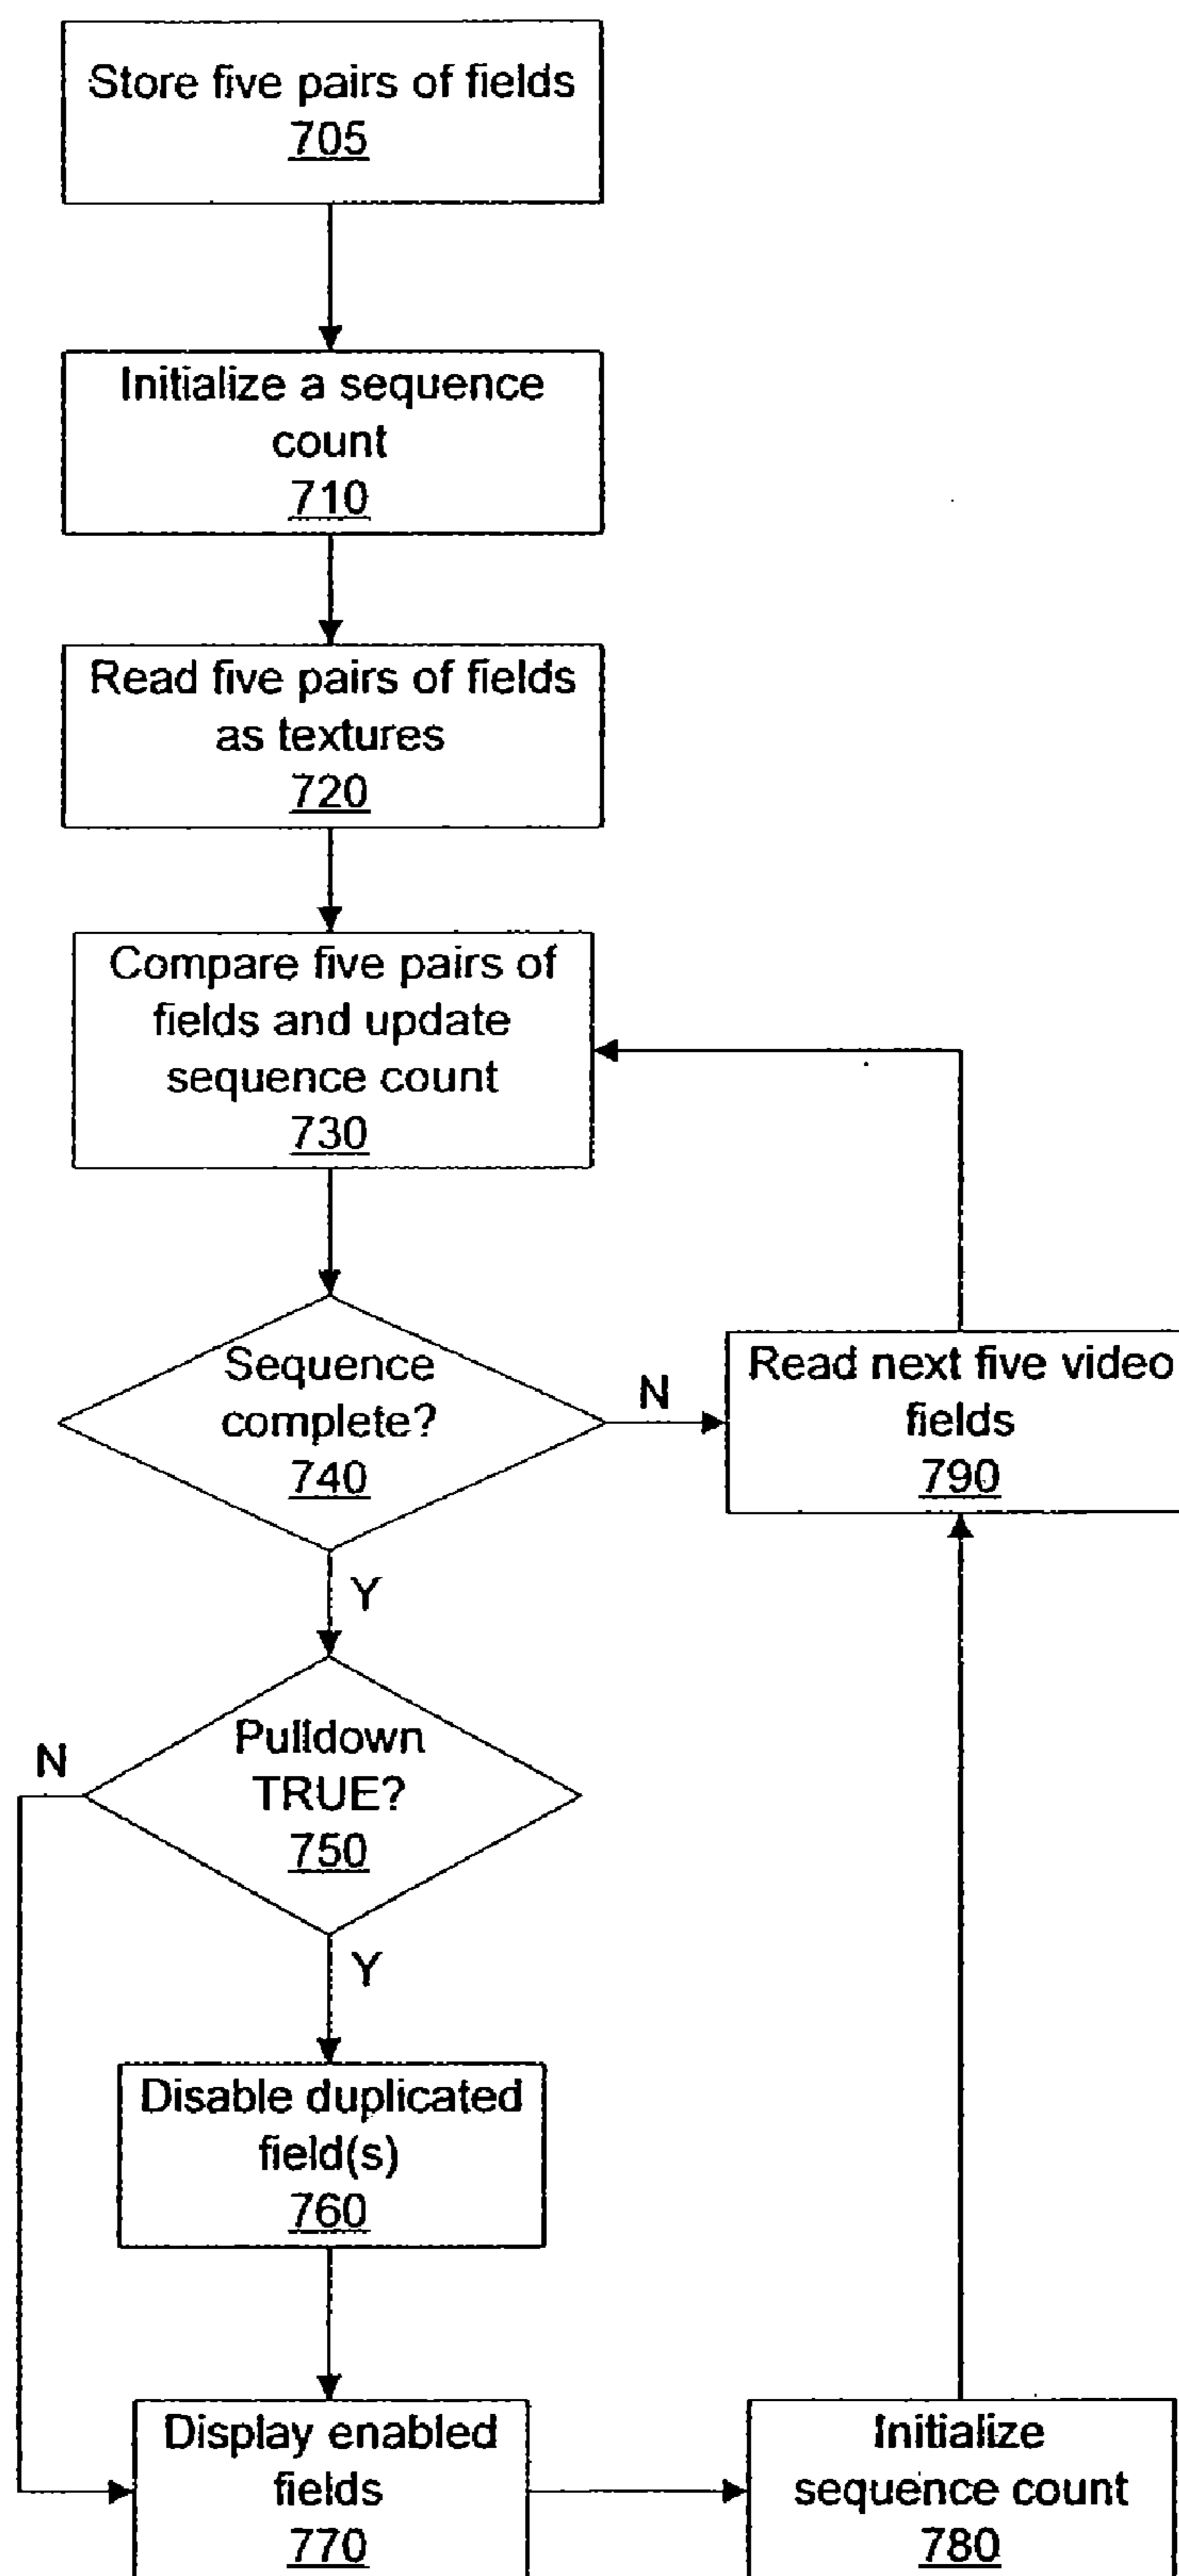 Store five pairs of fields
705
Initialize a sequence
count
710
Read five pairs of fields
as textures
720
Compare five pairs of
fields and update
sequence count
730
Sequence
complete?
740
N
Read next five video
fields
790
Y
Pulldown
TRUE?
750
N
Y
Disable duplicated
field(s)
760
Display enabled
fields
770
Initialize
sequence count
780